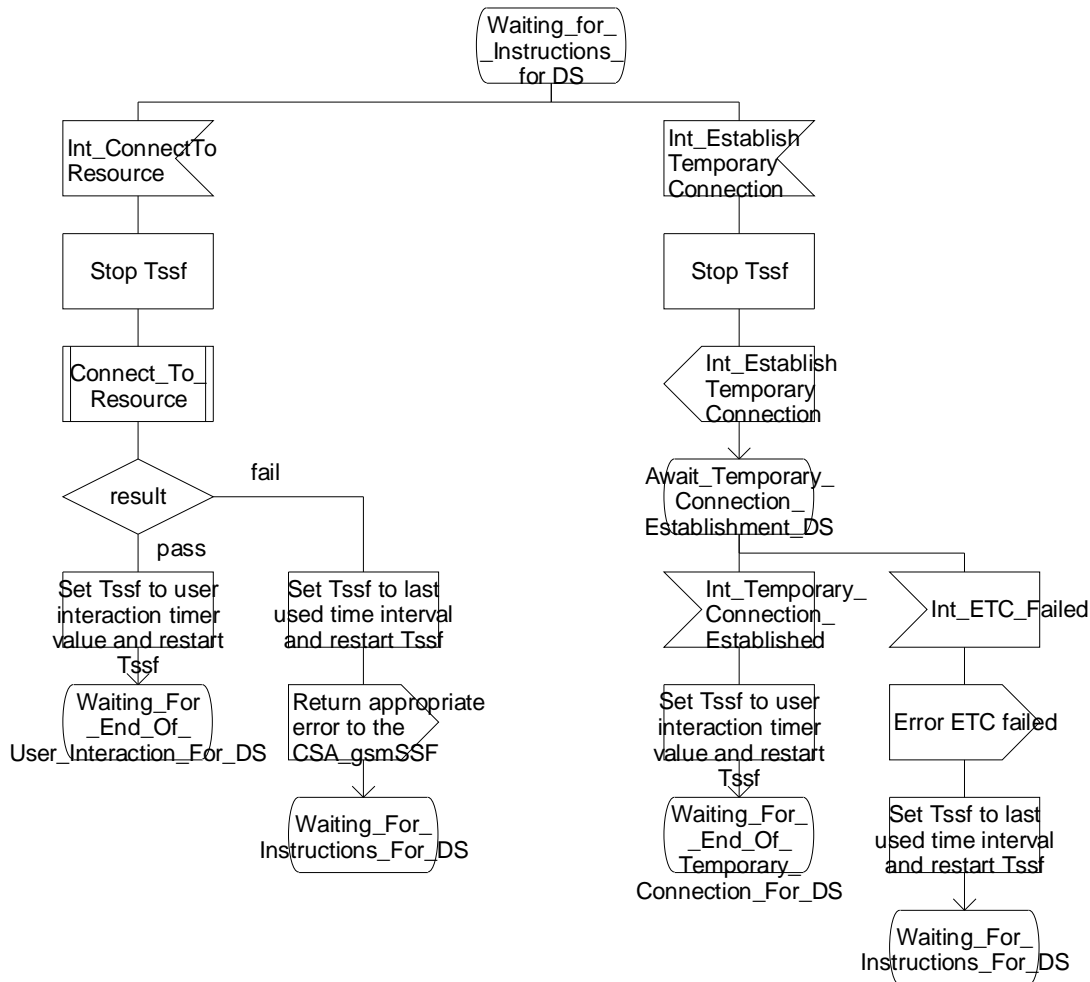 Waiting_for_
_Instructions_
for DS
Int_ConnectTo
Resource
Stop Tssf
Connect_To_
Resource
result
fail
pass
Set Tssf to user
interaction timer
value and restart
Tssf
Waiting_For
_End_Of_
User_Interaction_For_DS
Set Tssf to last
used time interval
and restart Tssf
Return appropriate
error to the
CSA_gsmSSF
Waiting_For_
Instructions_For_DS
Int_Establish
Temporary
Connection
Stop Tssf
Int_Establish
Temporary
Connection
Await_Temporary_
Connection_
Establishment_DS
Int_Temporary_
Connection_
Established
Set Tssf to user
interaction timer
value and restart
Tssf
Waiting_For_
_End_Of_
Temporary_
Connection_For_DS
Int_ETC_Failed
Error ETC failed
Set Tssf to last
used time interval
and restart Tssf
Waiting_For_
Instructions_For_DS